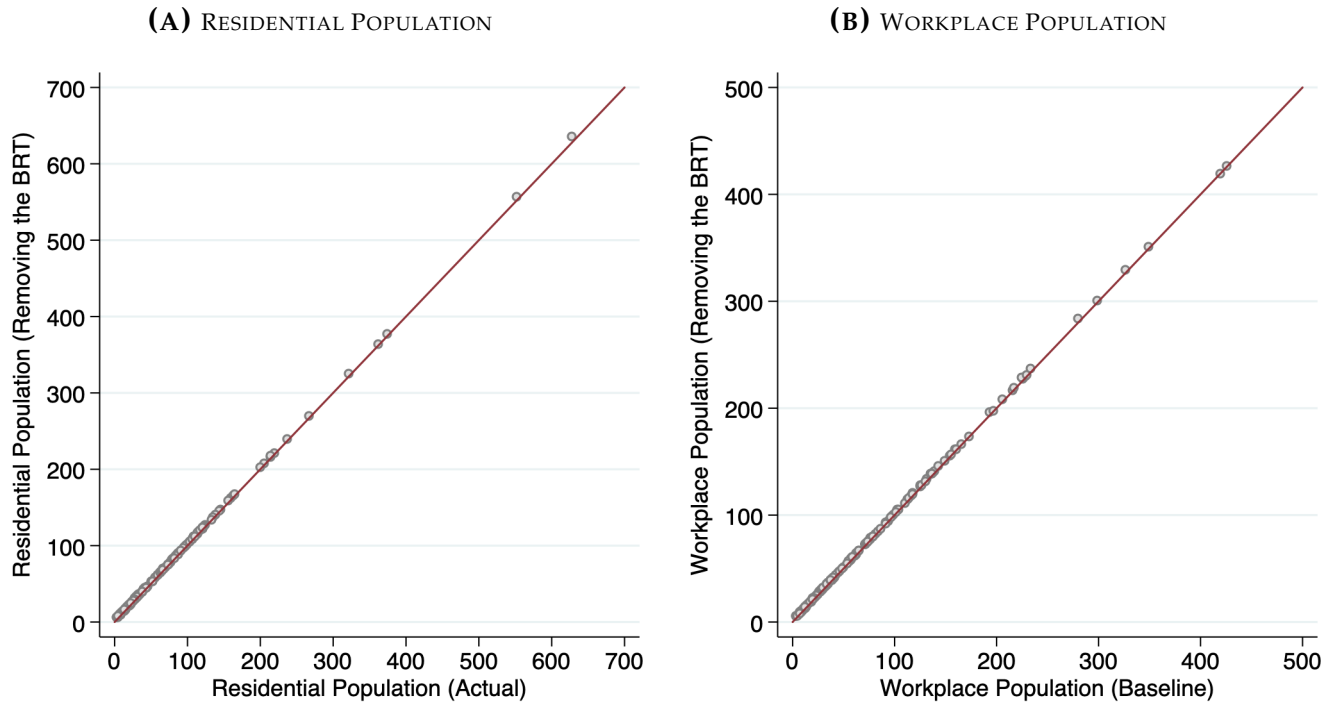 (A) RESIDENTIAL POPULATION
Residential Population (Removing the BRT)
700
600
500
400
300
200
100
0
0 100 200 300 400 500 600 700
Residential Population (Actual)
(B) WORKPLACE POPULATION
Workplace Population (Removing the BRT)
500
400
300
200
100
0
0 100 200 300 400 500
Workplace Population (Baseline)